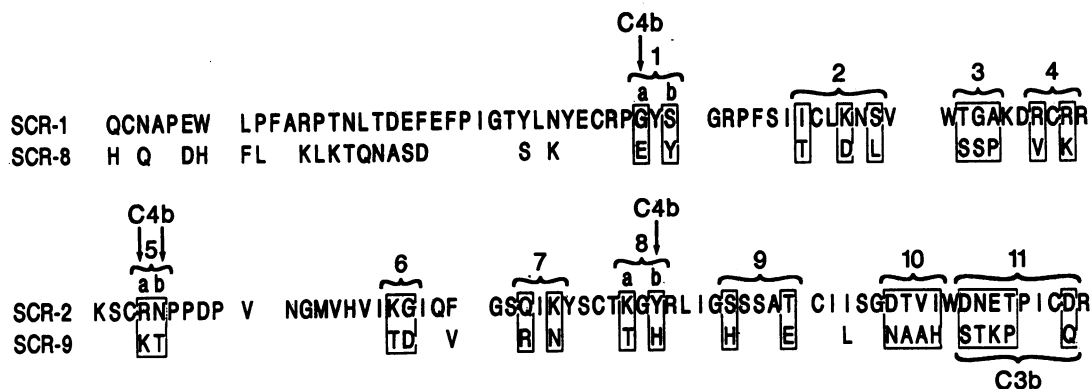 C4b
1
a b
2
3
4
SCR-1 QCNAPEW LPFARPTNLTDEFEFPIGTYLNYECRPGYS GRPFSIICLKNSV WTGAKDRCRR
SCR-8 H Q DH FL KLKTQNASD S K E Y T D L SSP V K
C4b
C4b
5
a b
6
7
8
a b
9
10
11
SCR-2 KSCRNPPDP V NGMVHVIKGIQF GSQIKYSCTKGYRLIGSSSAT CIISGDTVIWDNETPICDR
SCR-9 KT TD V R N T H H E L NAAH STKP Q
C3b